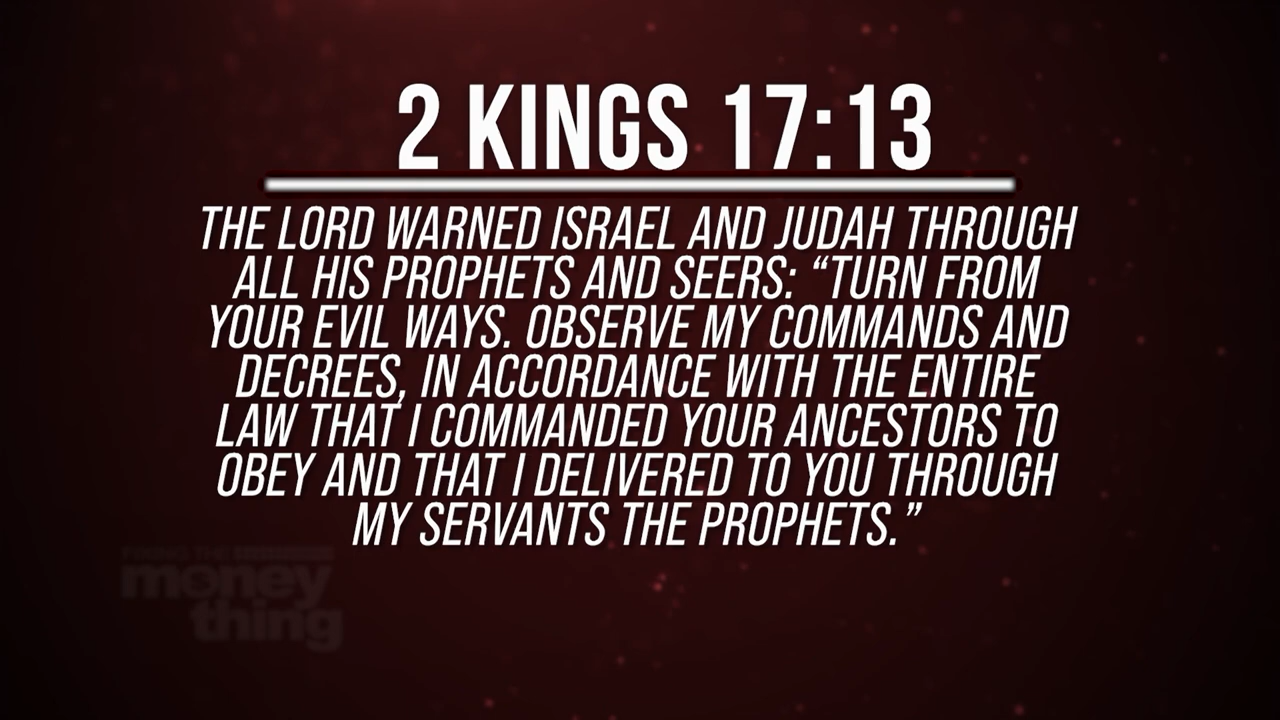 2 KINGS 17:13
THE LORD WARNED ISRAEL AND JUDAH THROUGH
ALL HIS PROPHETS AND SEERS: “TURN FROM
YOUR EVIL WAYS. OBSERVE MY COMMANDS AND
DECREES, IN ACCORDANCE WITH THE ENTIRE
LAW THAT I COMMANDED YOUR ANCESTORS TO
OBEY AND THAT I DELIVERED TO YOU THROUGH
MY SERVANTS THE PROPHETS.”
FIXING THE
money
thing